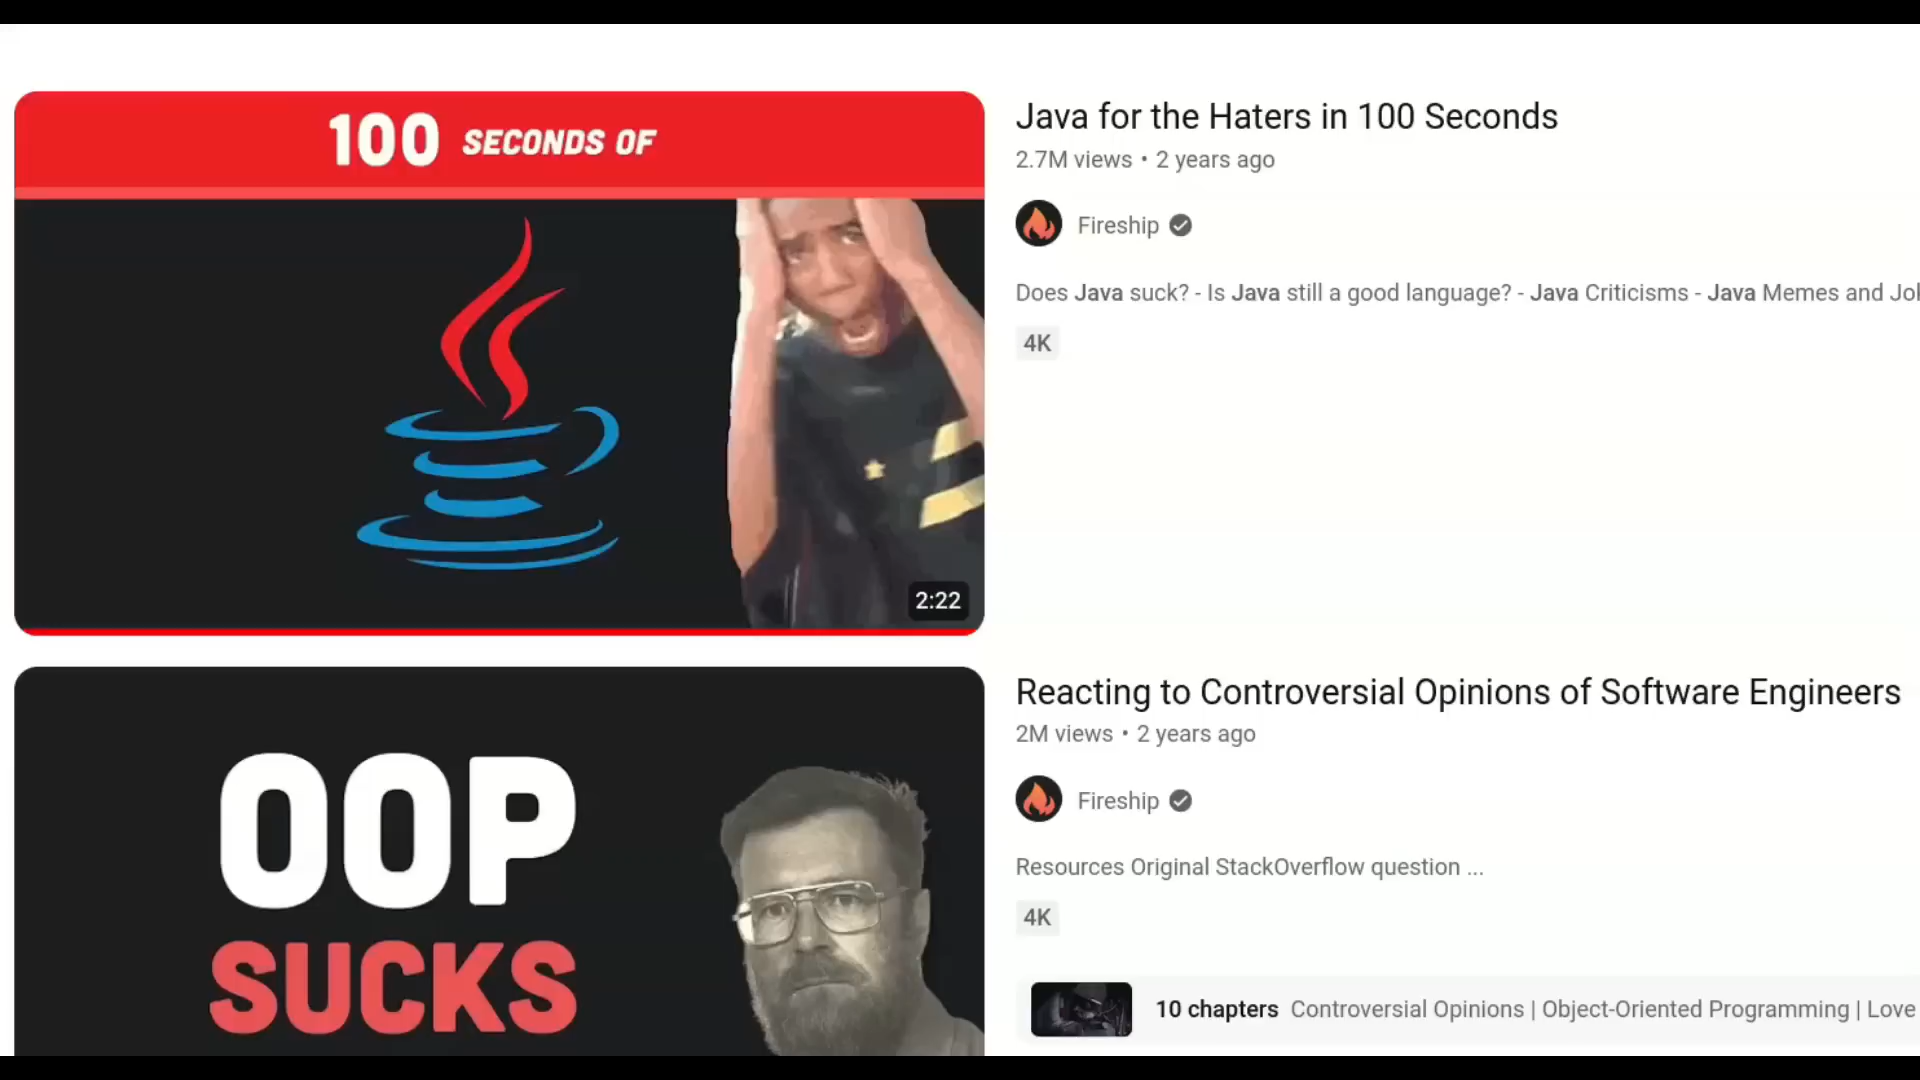 100 SECONDS OF
2:22
Java for the Haters in 100 Seconds
2.7M views • 2 years ago
Fireship
Does Java suck? - Is Java still a good language? - Java Criticisms - Java Memes and
4K
OOP
SUCKS
Reacting to Controversial Opinions of Software Engineers
2M views • 2 years ago
Fireship
Resources Original StackOverflow question ...
4K
10 chapters Controversial Opinions | Object-Oriented Programming | Love